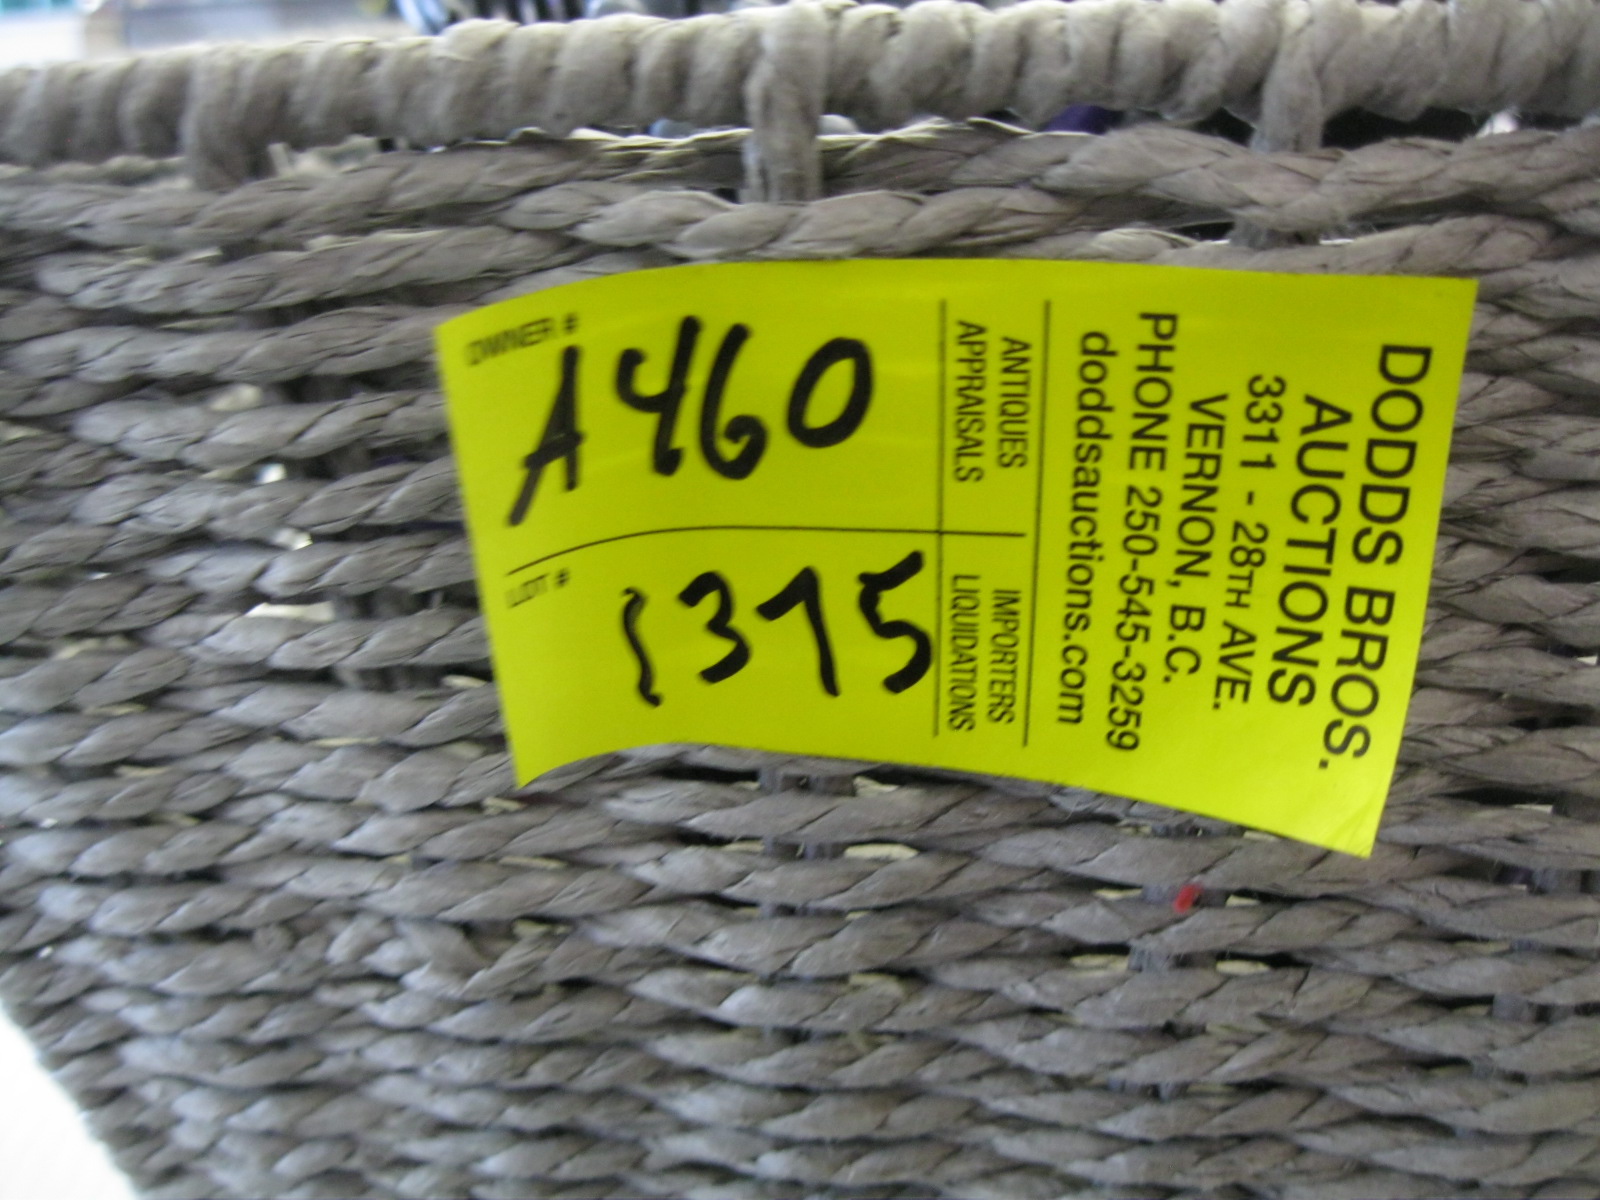 DODDS BROS.
AUCTIONS
3311 - 28TH AVE.
VERNON, B.C.
PHONE 250-545-3259
doddsauctions.com
ANTIQUES
APPRAISALS
IMPORTERS
LIQUIDATIONS
OWNER #
A460
LOT #
1375